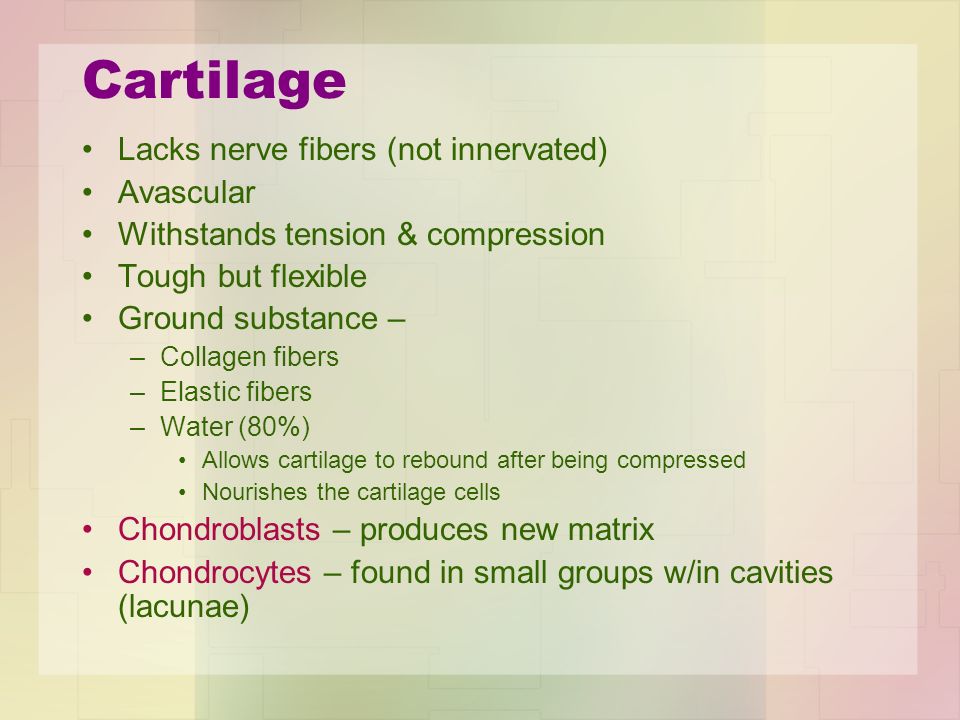 Cartilage
• Lacks nerve fibers (not innervated)
• Avascular
• Withstands tension & compression
• Tough but flexible
• Ground substance –
– Collagen fibers
– Elastic fibers
– Water (80%)
• Allows cartilage to rebound after being compressed
• Nourishes the cartilage cells
• Chondroblasts – produces new matrix
• Chondrocytes – found in small groups w/in cavities
(lacunae)